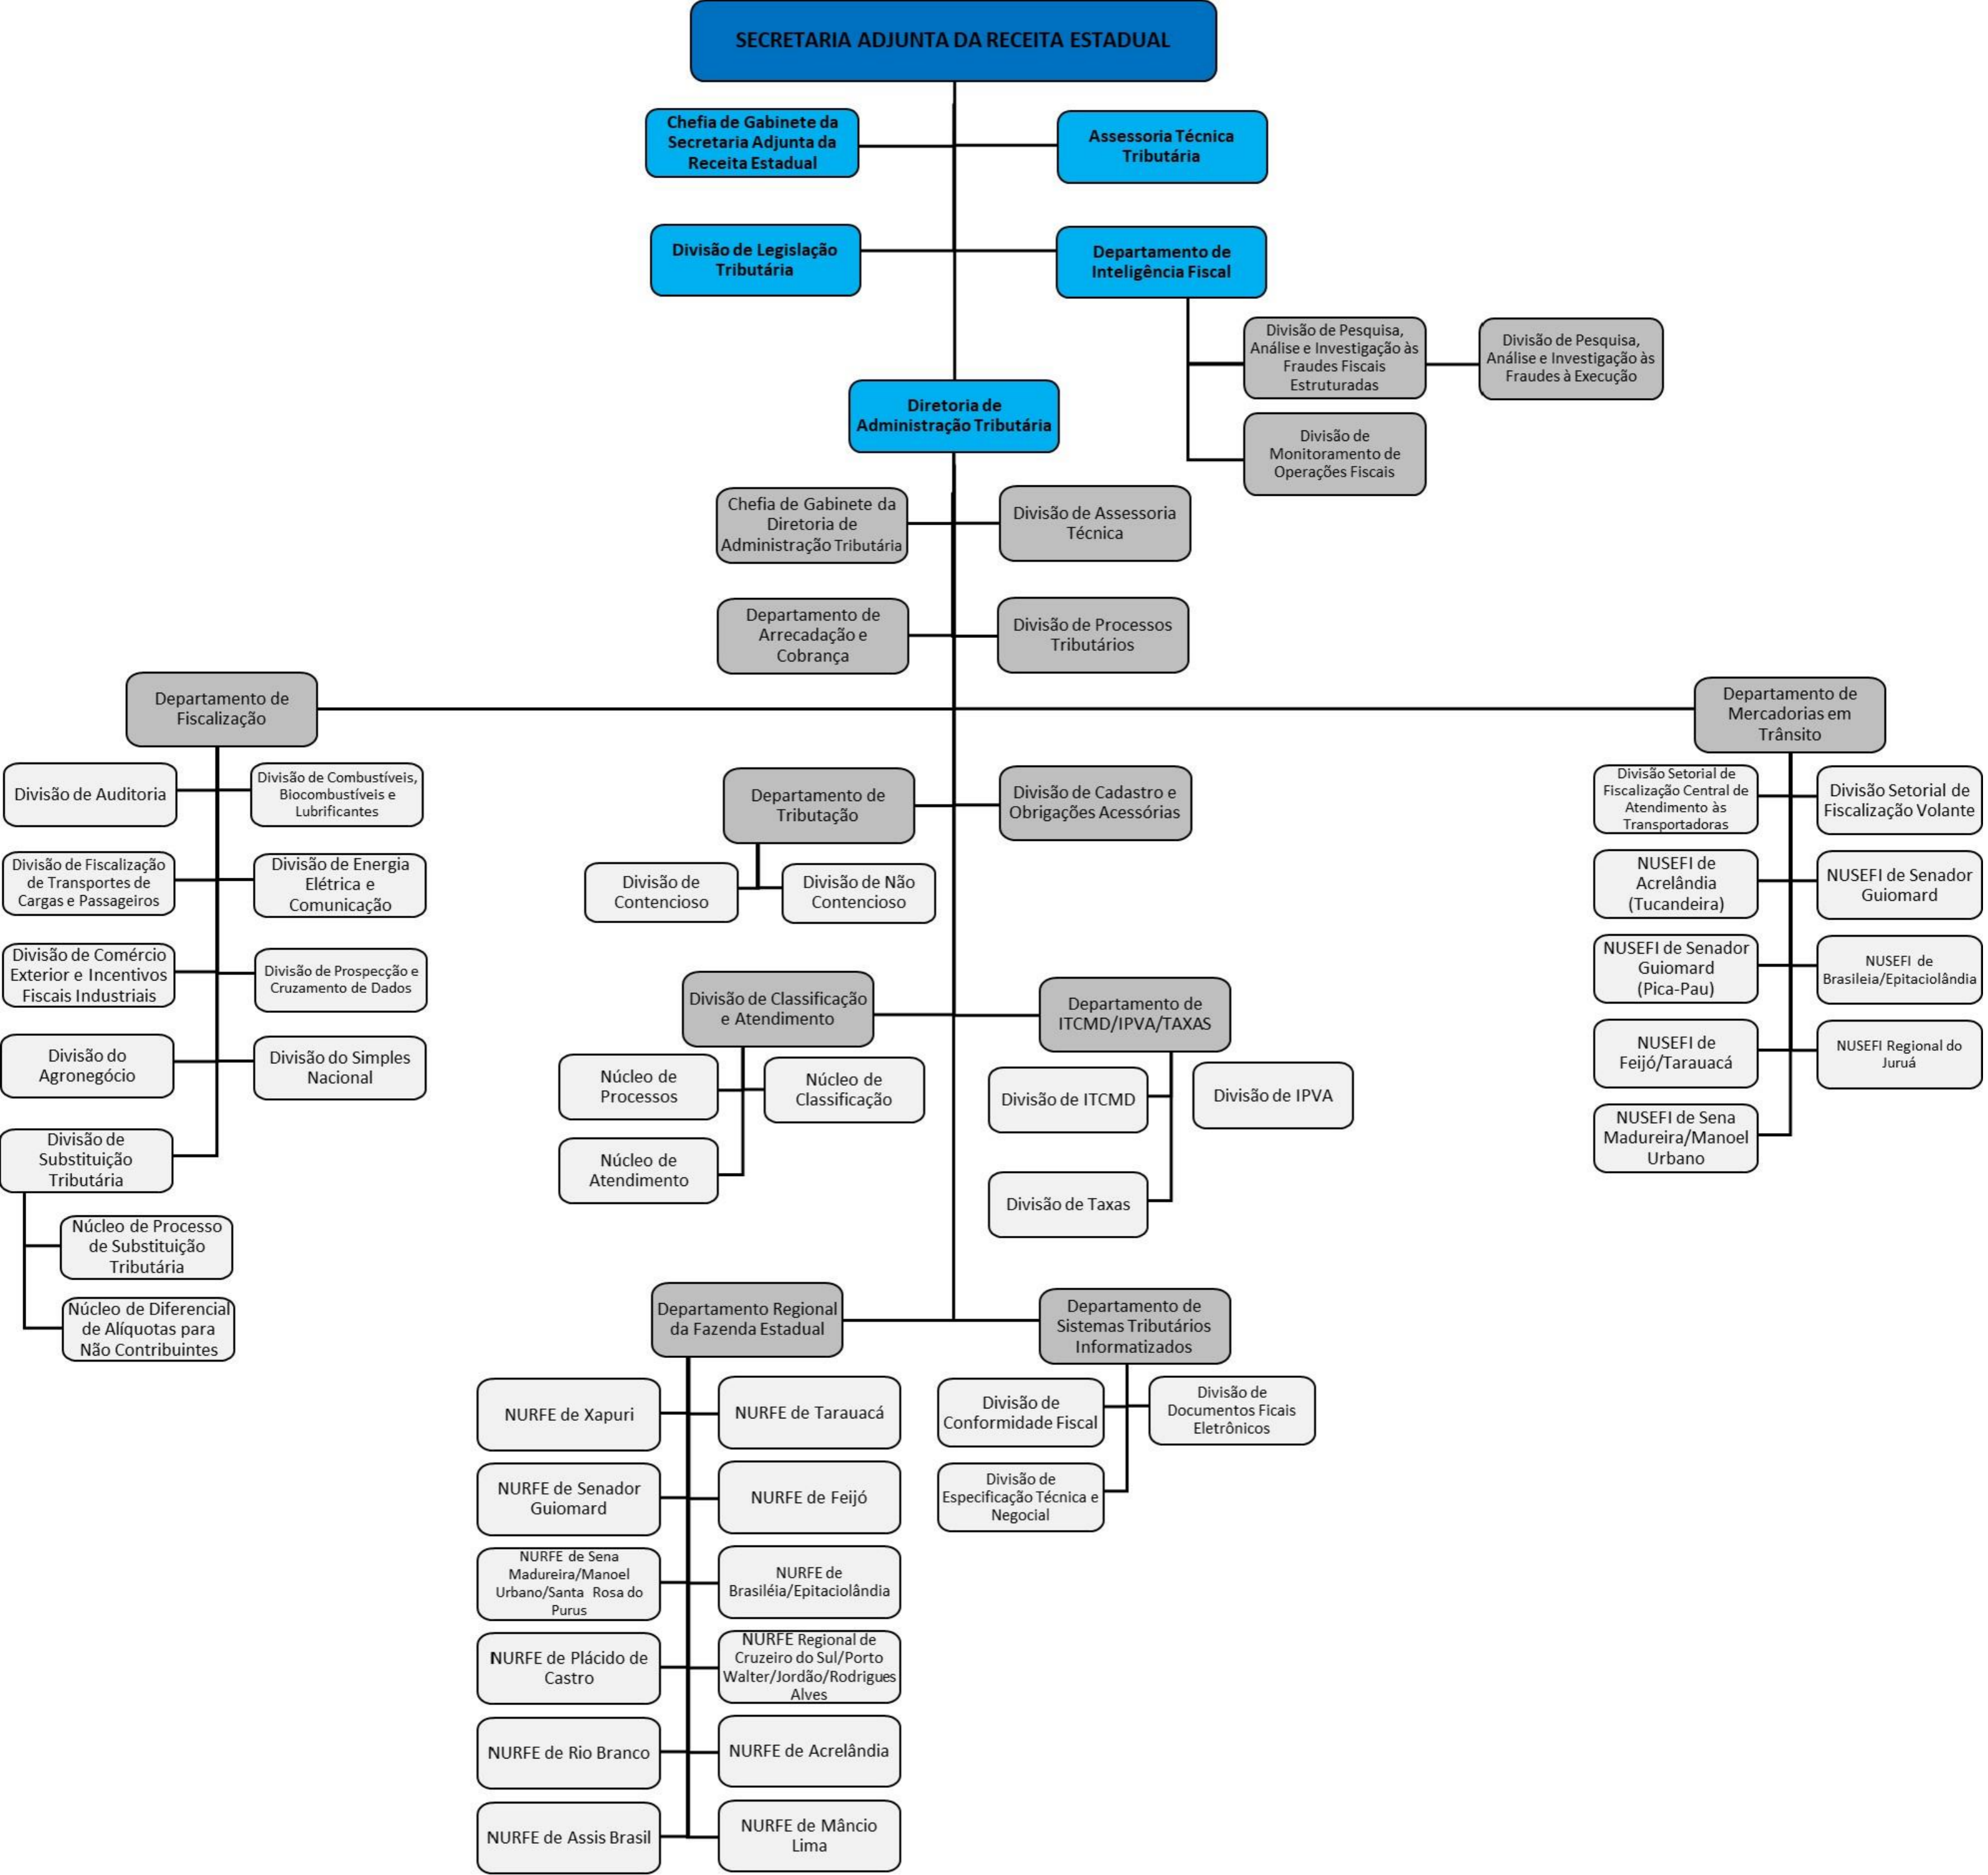 SECRETARIA ADJUNTA DA RECEITA ESTADUAL
Chefia de Gabinete da
Secretaria Adjunta da
Receita Estadual
Assessoria Técnica
Tributária
Divisão de Legislação
Tributária
Departamento de
Inteligência Fiscal
Divisão de Pesquisa,
Análise e Investigação às
Fraudes Fiscais
Estruturadas
Divisão de Pesquisa,
Análise e Investigação às
Fraudes à Execução
Divisão de
Monitoramento de
Operações Fiscais
Diretoria de
Administração Tributária
Chefia de Gabinete da
Diretoria de
Administração Tributária
Divisão de Assessoria
Técnica
Departamento de
Arrecadação e
Cobrança
Divisão de Processos
Tributários
Departamento de
Fiscalização
Divisão de Auditoria
Divisão de Combustíveis,
Biocombustíveis e
Lubrificantes
Divisão de Fiscalização
de Transportes de
Cargas e Passageiros
Divisão de Energia
Elétrica e
Comunicação
Divisão de Comércio
Exterior e Incentivos
Fiscais Industriais
Divisão de Prospecção e
Cruzamento de Dados
Divisão do
Agronegócio
Divisão do Simples
Nacional
Divisão de
Substituição
Tributária
Núcleo de Processo
de Substituição
Tributária
Núcleo de Diferencial
de Alíquotas para
Não Contribuintes
Departamento de
Tributação
Divisão de Cadastro e
Obrigações Acessórias
Divisão de
Contencioso
Divisão de Não
Contencioso
Divisão de Classificação
e Atendimento
Núcleo de
Processos
Núcleo de
Classificação
Núcleo de
Atendimento
Departamento de
ITCMD/IPVA/TAXAS
Divisão de ITCMD
Divisão de IPVA
Divisão de Taxas
Departamento de
Mercadorias em
Trânsito
Divisão Setorial de
Fiscalização Central de
Atendimento às
Transportadoras
Divisão Setorial de
Fiscalização Volante
NUSEFI de
Acrelândia
(Tucandeira)
NUSEFI de Senador
Guiomard
NUSEFI de Senador
Guiomard
(Pica-Pau)
NUSEFI de
Brasileia/Epitaciolândia
NUSEFI de
Feijó/Tarauacá
NUSEFI Regional do
Juruá
NUSEFI de Sena
Madureira/Manoel
Urbano
Departamento Regional
da Fazenda Estadual
NURFE de Xapuri
NURFE de Tarauacá
NURFE de Senador
Guiomard
NURFE de Feijó
NURFE de Sena
Madureira/Manoel
Urbano/Santa Rosa do
Purus
NURFE de
Brasiléia/Epitaciolândia
NURFE de Plácido de
Castro
NURFE Regional de
Cruzeiro do Sul/Porto
Walter/Jordão/Rodrigues
Alves
NURFE de Rio Branco
NURFE de Acrelândia
NURFE de Assis Brasil
NURFE de Mâncio
Lima
Departamento de
Sistemas Tributários
Informatizados
Divisão de
Conformidade Fiscal
Divisão de
Documentos Ficais
Eletrônicos
Divisão de
Especificação Técnica e
Negocial